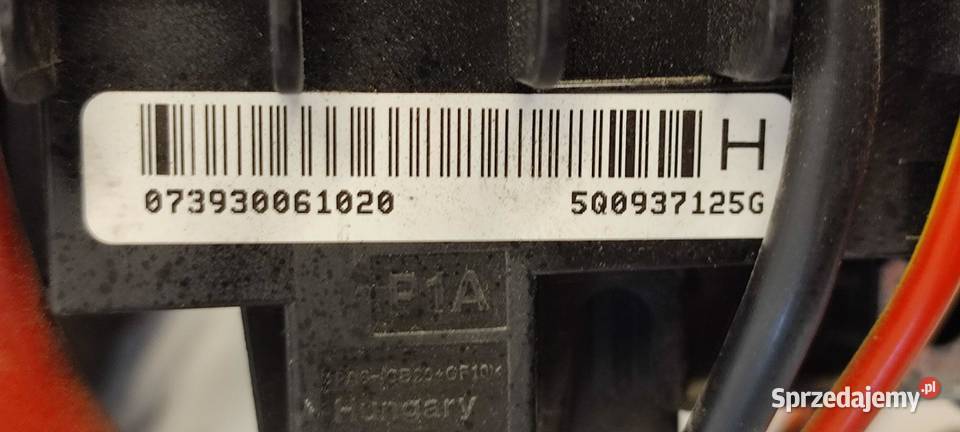 H
073930061020 5Q0937125G
P1A
Hungary
Sprzedajemy.pl